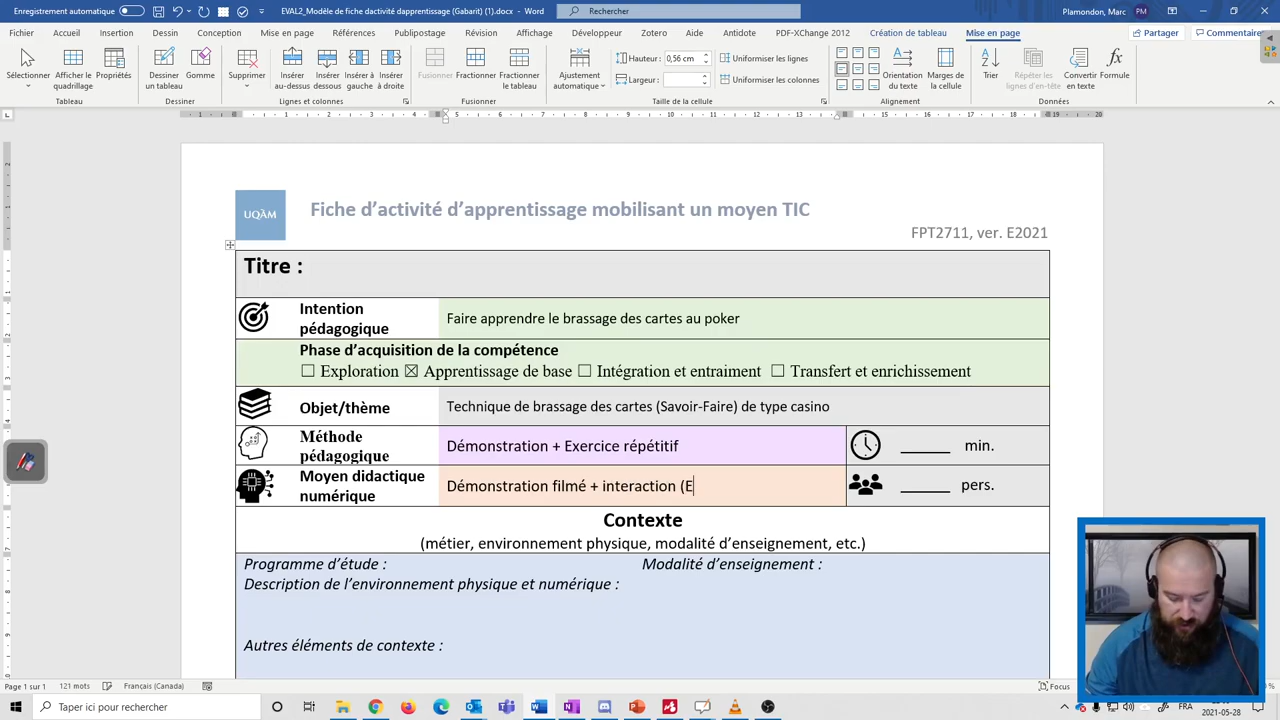 Enregistrement automatique EVAL2_Modèle de fiche dactivité dapprentissage (Gabarit) (1).docx - Word Rechercher Plamondon, Marc PM
Fichier Accueil Insertion Dessin Conception Mise en page Références Publipostage Révision Affichage Développeur Zotero Aide Antidote PDF-XChange 2012 Création de tableau Mise en page Partager Commentaire
Sélectionner Afficher le quadrillage Propriétés Dessiner un tableau Gomme Supprimer Insérer au-dessus Insérer dessous Insérer à gauche Insérer à droite Fusionner Fractionner Fractionner le tableau Ajustement automatique Hauteur : 0,56 cm Largeur : Uniformiser les lignes Uniformiser les colonnes Orientation du texte Marges de la cellule Trier Répéter les lignes d'en-tête Convertir en texte Formule
Tableau Dessiner Lignes et colonnes Fusionner Taille de la cellule Alignement Données
UQÀM
Fiche d'activité d'apprentissage mobilisant un moyen TIC
FPT2711, ver. E2021
Titre :
Intention pédagogique Faire apprendre le brassage des cartes au poker
Phase d'acquisition de la compétence
☐ Exploration ☒ Apprentissage de base ☐ Intégration et entraiment ☐ Transfert et enrichissement
Objet/thème Technique de brassage des cartes (Savoir-Faire) de type casino
Méthode pédagogique Démonstration + Exercice répétitif _____ min.
Moyen didactique numérique Démonstration filmé + interaction (E _____ pers.
Contexte
(métier, environnement physique, modalité d'enseignement, etc.)
Programme d'étude : Modalité d'enseignement :
Description de l'environnement physique et numérique :
Autres éléments de contexte :
Page 1 sur 1 121 mots Français (Canada) Focus
Taper ici pour rechercher FRA 2021-05-28